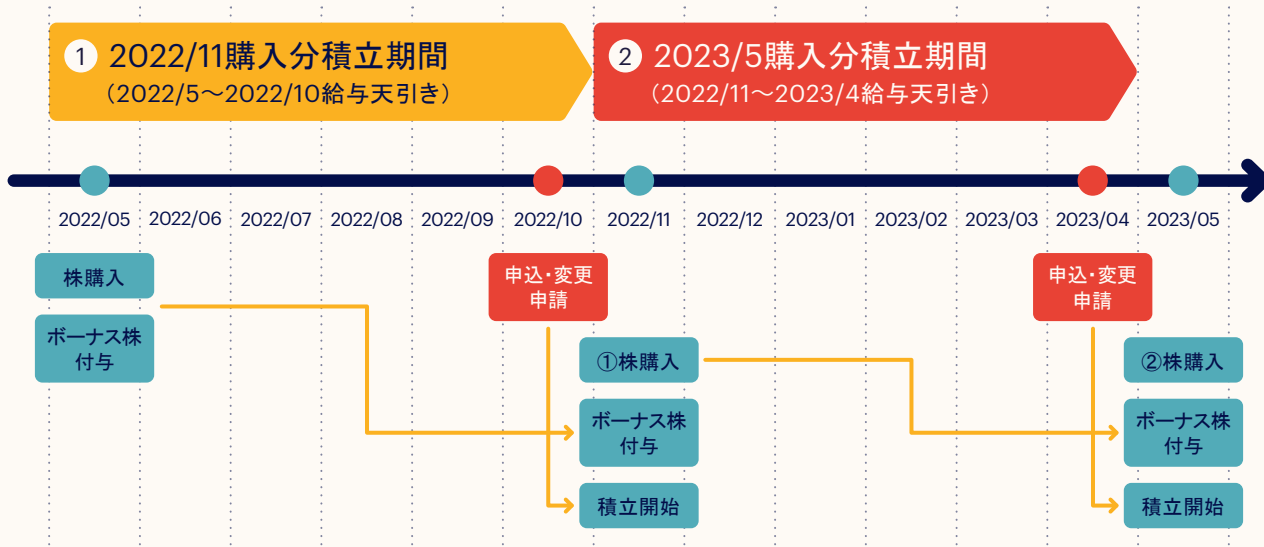 1 2022/11購入分積立期間
（2022/5〜2022/10給与天引き）
2 2023/5購入分積立期間
（2022/11〜2023/4給与天引き）
2022/05 2022/06 2022/07 2022/08 2022/09 2022/10 2022/11 2022/12 2023/01 2023/02 2023/03 2023/04 2023/05
株購入
ボーナス株
付与
申込・変更
申請
①株購入
ボーナス株
付与
積立開始
申込・変更
申請
②株購入
ボーナス株
付与
積立開始